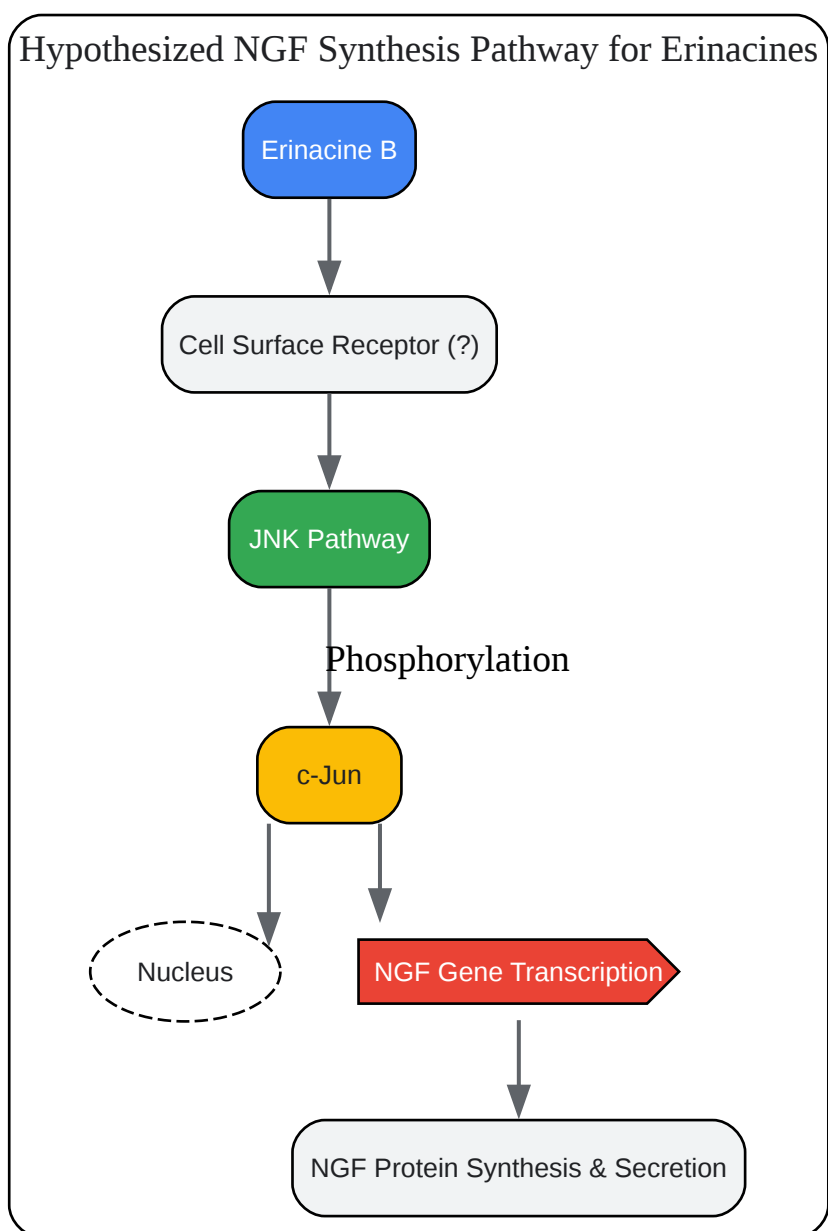 Hypothesized NGF Synthesis Pathway for Erinacines
Erinacine B
Cell Surface Receptor (?)
JNK Pathway
Phosphorylation
c-Jun
Nucleus
NGF Gene Transcription
NGF Protein Synthesis & Secretion